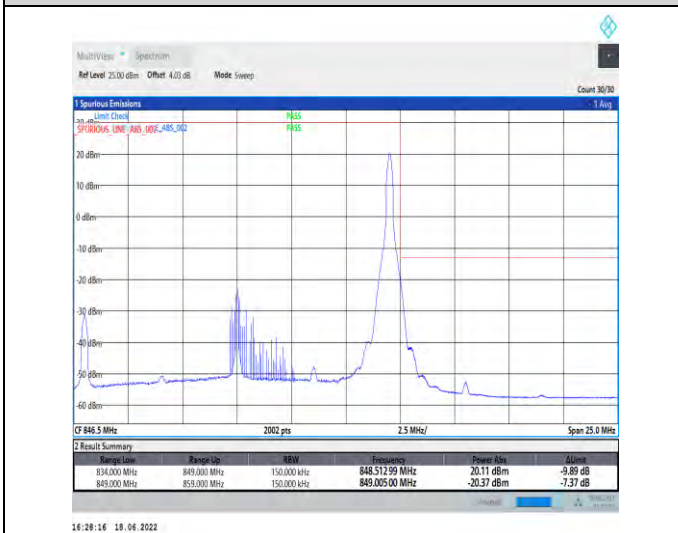 MultiView Spectrum
Ref Level 25.00 dBm Offset 4.03 dB Mode Sweep
Count 30/30
1 Spurious Emissions 1 Avg
Limit Check PASS
SPURIOUS_LINE_ABS_002 PASS
20 dBm
10 dBm
0 dBm
-10 dBm
-20 dBm
-30 dBm
-40 dBm
-50 dBm
-60 dBm
CF 846.5 MHz 2002 pts 2.5 MHz/ Span 25.0 MHz
2 Result Summary
Range Low Range Up RBW Frequency Power Abs ΔLimit
834.000 MHz 849.000 MHz 150.000 kHz 848.51299 MHz 20.11 dBm -9.89 dB
849.000 MHz 859.000 MHz 150.000 kHz 849.00500 MHz -20.37 dBm -7.37 dB
16:28:16 18.06.2022